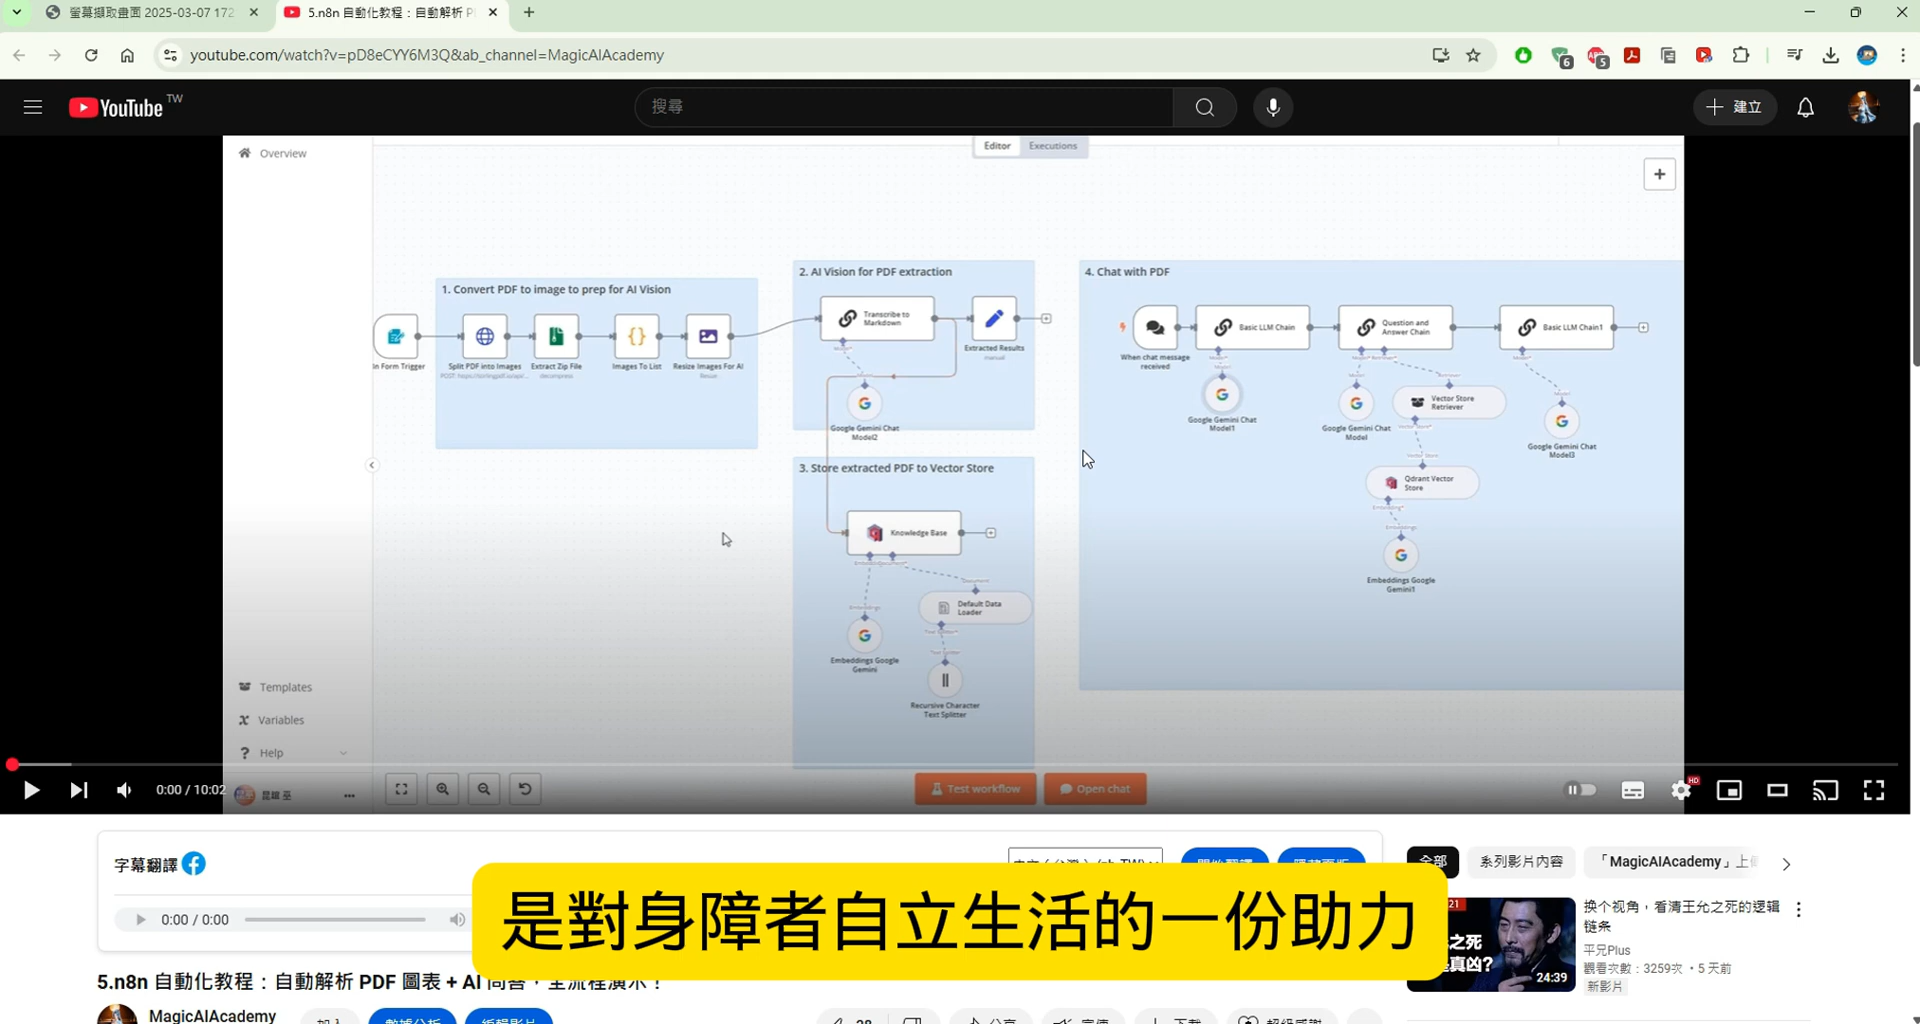 螢幕擷取畫面 2025-03-07 172
5.n8n 自動化教程：自動解析 P
youtube.com/watch?v=pD8eCYY6M3Q&ab_channel=MagicAIAcademy
6
5
YouTube TW
搜尋
建立
Overview
Editor
Executions
1. Convert PDF to image to prep for AI Vision
In Form Trigger
Split PDF into Images
Extract Zip File
Images To List
Resize Images For AI
2. AI Vision for PDF extraction
Transcribe to
Markdown
Extracted Results
manual
Google Gemini Chat
Model2
3. Store extracted PDF to Vector Store
Knowledge Base
Default Data
Loader
Embeddings Google
Gemini
Recursive Character
Text Splitter
4. Chat with PDF
When chat message
received
Basic LLM Chain
Question and
Answer Chain
Basic LLM Chain1
Google Gemini Chat
Model1
Google Gemini Chat
Model
Vector Store
Retriever
Google Gemini Chat
Model3
Qdrant Vector
Store
Embeddings Google
Gemini1
Templates
Variables
Help
Test workflow
Open chat
0:00 / 10:02
HD
字幕翻譯
0:00 / 0:00
是對身障者自立生活的一份助力
5.n8n 自動化教程：自動解析 PDF 圖表 + AI
MagicAIAcademy
全部
系列影片內容
「MagicAIAcademy」上
换个视角，看清王允之死的逻辑
链条
平兄Plus
觀看次數：3259次 • 5 天前
新影片
24:39